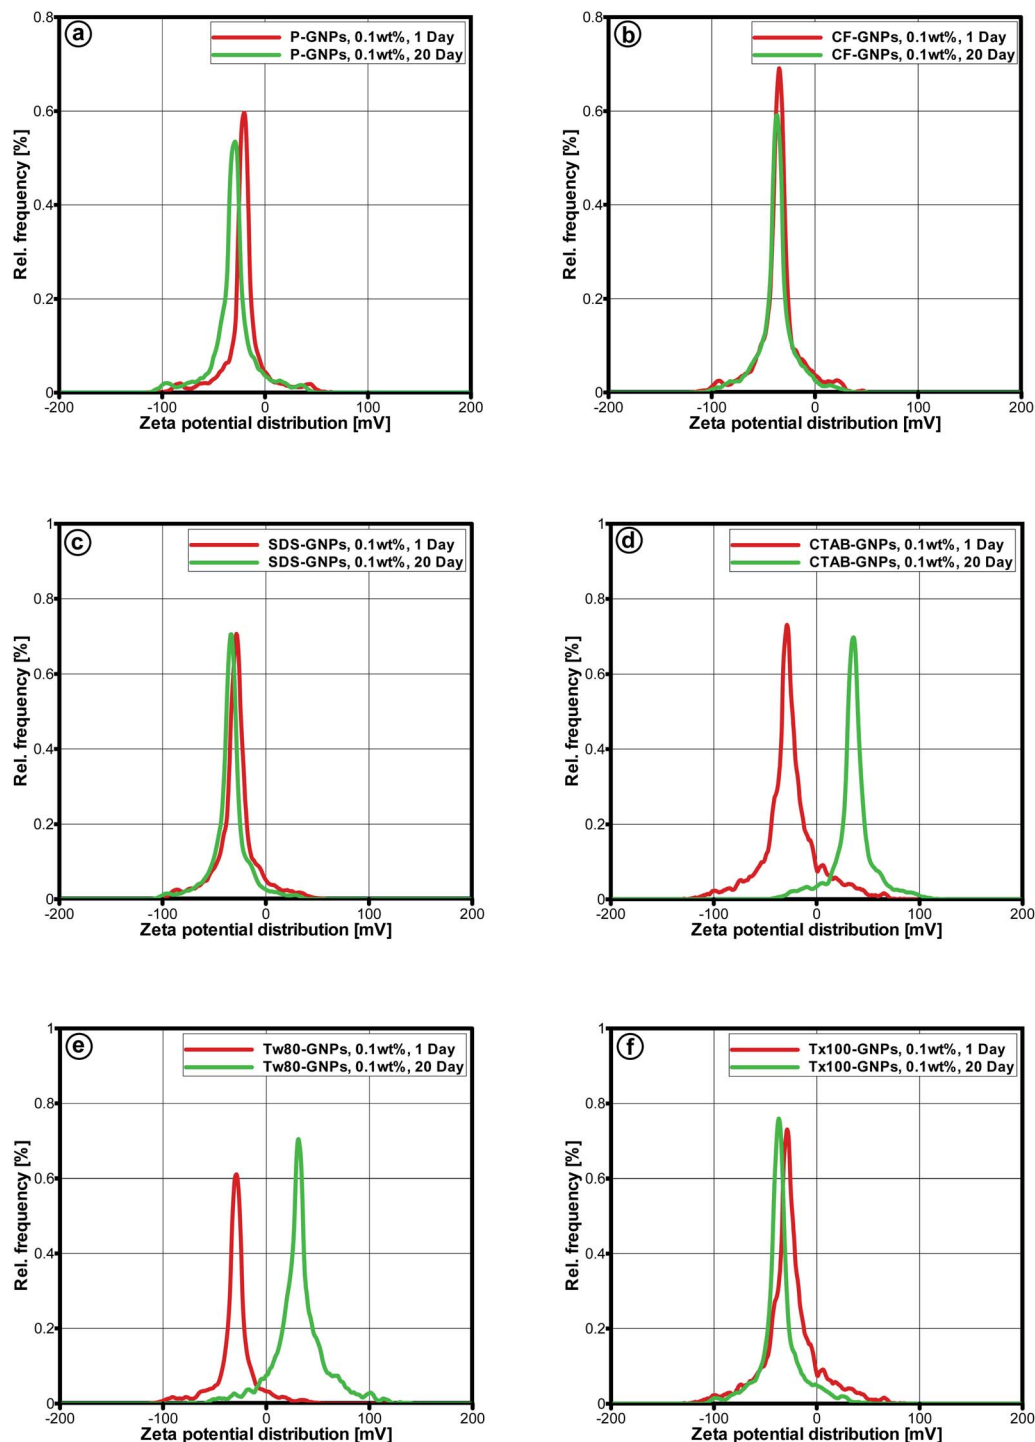 a
P-GNPs, 0.1wt%, 1 Day
P-GNPs, 0.1wt%, 20 Day
0.8
0.6
0.4
0.2
0
Rel. frequency [%]
-200 -100 0 100 200
Zeta potential distribution [mV]
b
CF-GNPs, 0.1wt%, 1 Day
CF-GNPs, 0.1wt%, 20 Day
0.8
0.6
0.4
0.2
0
Rel. frequency [%]
-200 -100 0 100 200
Zeta potential distribution [mV]
c
SDS-GNPs, 0.1wt%, 1 Day
SDS-GNPs, 0.1wt%, 20 Day
1
0.8
0.6
0.4
0.2
0
Rel. frequency [%]
-200 -100 0 100 200
Zeta potential distribution [mV]
d
CTAB-GNPs, 0.1wt%, 1 Day
CTAB-GNPs, 0.1wt%, 20 Day
1
0.8
0.6
0.4
0.2
0
Rel. frequency [%]
-200 -100 0 100 200
Zeta potential distribution [mV]
e
Tw80-GNPs, 0.1wt%, 1 Day
Tw80-GNPs, 0.1wt%, 20 Day
1
0.8
0.6
0.4
0.2
0
Rel. frequency [%]
-200 -100 0 100 200
Zeta potential distribution [mV]
f
Tx100-GNPs, 0.1wt%, 1 Day
Tx100-GNPs, 0.1wt%, 20 Day
1
0.8
0.6
0.4
0.2
0
Rel. frequency [%]
-200 -100 0 100 200
Zeta potential distribution [mV]